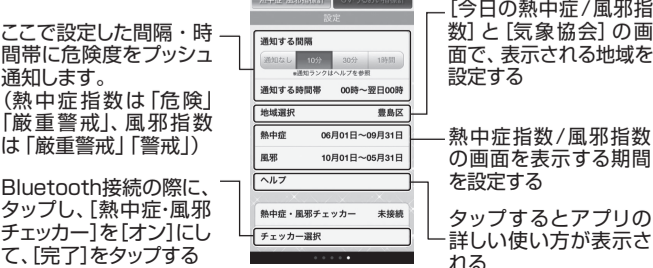 設定
ここで設定した間隔・時
間帯に危険度をプッシュ
通知します。
（熱中症指数は「危険」
「厳重警戒」、風邪指数
は「厳重警戒」「警戒」）
Bluetooth接続の際に、
タップし、［熱中症・風邪
チェッカー］を［オン］にし
て、［完了］をタップする
通知する間隔
通知なし 10分 30分 1時間
※通知ランクはヘルプを参照
通知する時間帯 00時～翌日00時
地域選択 豊島区
熱中症 06月01日～09月31日
風邪 10月01日～05月31日
ヘルプ
熱中症・風邪チェッカー 未接続
チェッカー選択
［今日の熱中症/風邪指
数］と［気象協会］の画
面で、表示される地域を
設定する
熱中症指数/風邪指数
の画面を表示する期間
を設定する
タップするとアプリの
詳しい使い方が表示さ
れる